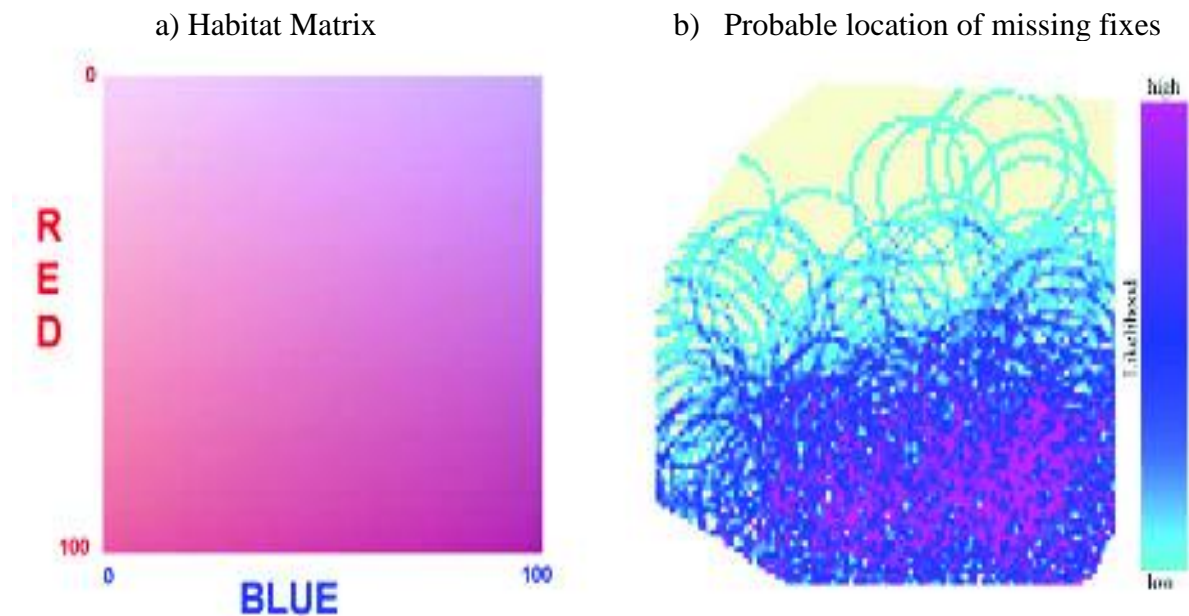 a) Habitat Matrix
b) Probable location of missing fixes
0
R
E
D
100
0
100
BLUE
high
Likelihood
low